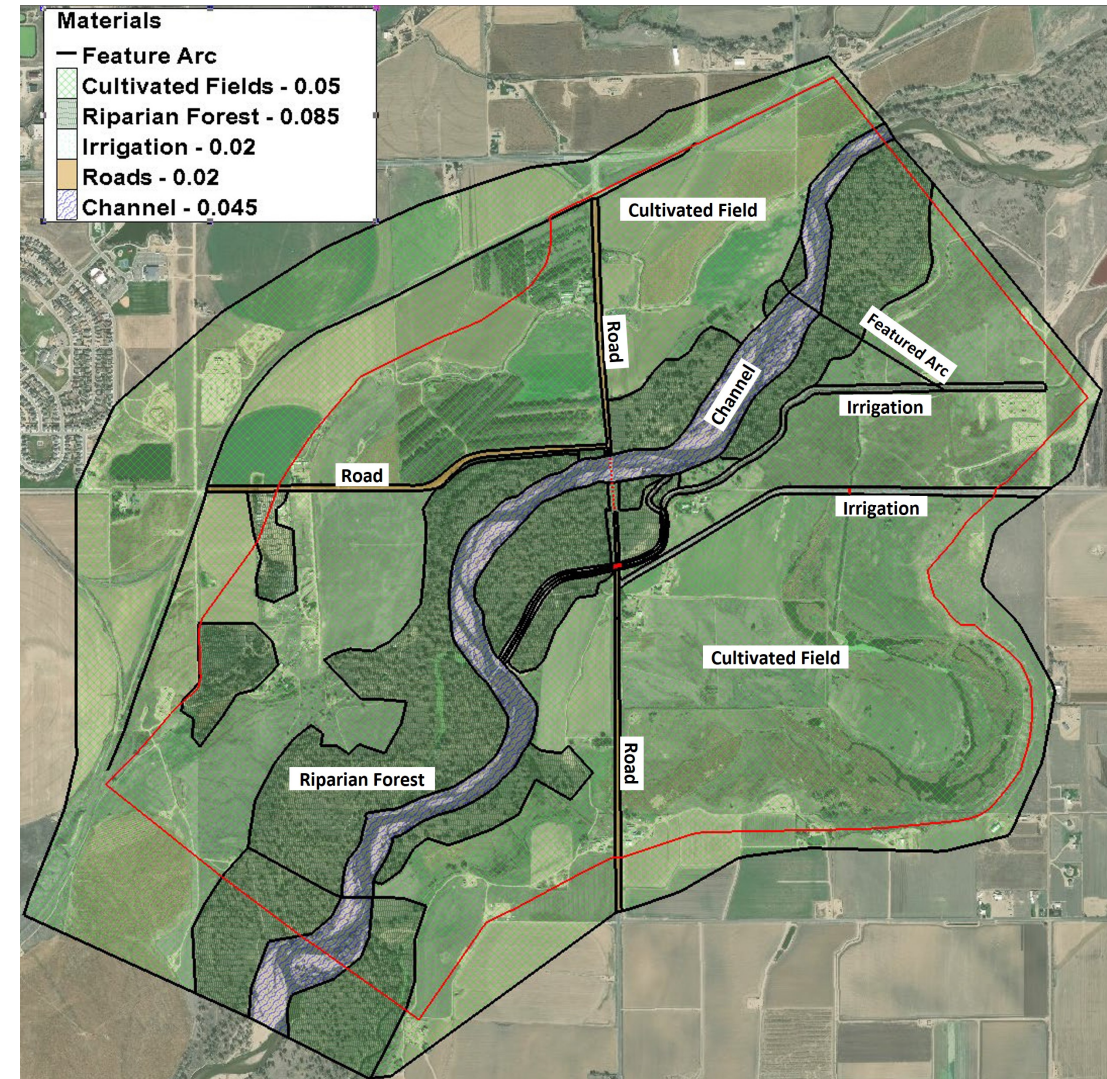 Materials
Feature Arc
Cultivated Fields - 0.05
Riparian Forest - 0.085
Irrigation - 0.02
Roads - 0.02
Channel - 0.045
Cultivated Field
Road
Featured Arc
Channel
Irrigation
Road
Irrigation
Cultivated Field
Road
Riparian Forest